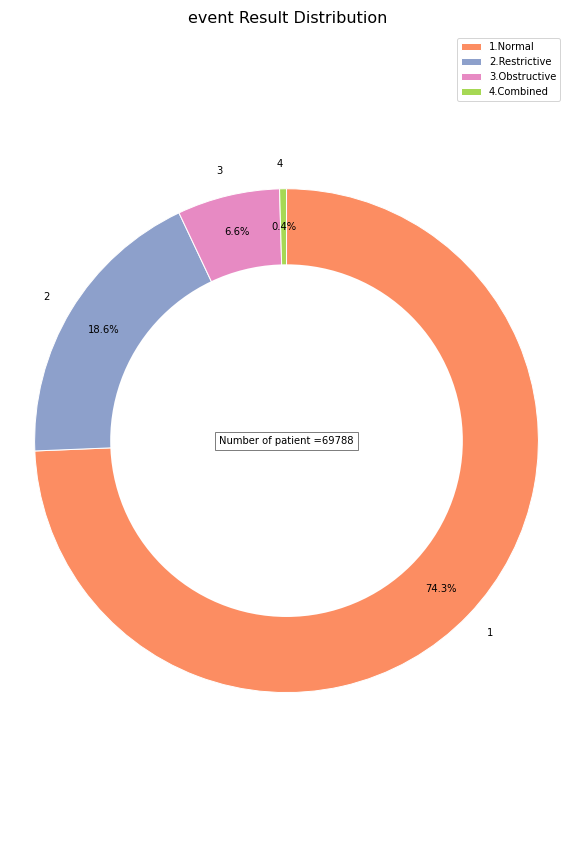 event Result Distribution
1.Normal
2.Restrictive
3.Obstructive
4.Combined
4
3
6.6%
0.4%
2
18.6%
Number of patient =69788
74.3%
1